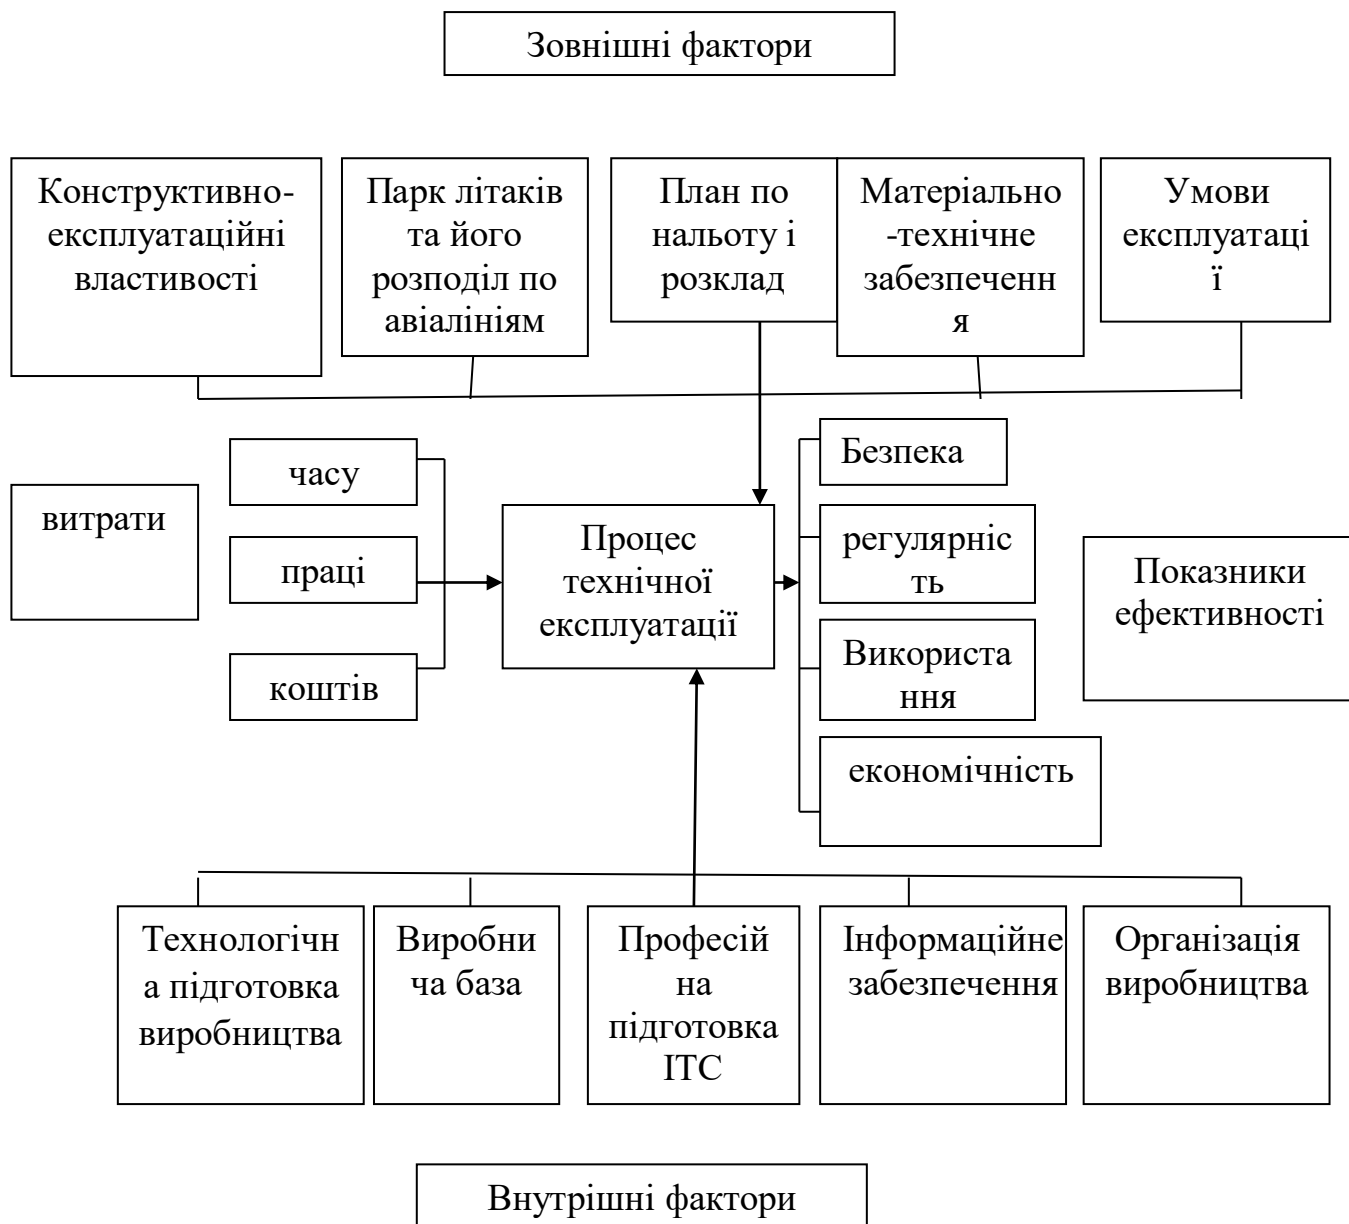 Зовнішні фактори
Конструктивно-
експлуатаційні
властивості
Парк літаків
та його
розподіл по
авіалініям
План по
нальоту і
розклад
Матеріально
-технічне
забезпеченн
я
Умови
експлуатаці
ї
витрати
часу
праці
коштів
Процес
технічної
експлуатації
Безпека
регулярніс
ть
Використа
ння
економічність
Показники
ефективності
Технологічн
а підготовка
виробництва
Виробни
ча база
Професій
на
підготовка
ІТС
Інформаційне
забезпечення
Організація
виробництва
Внутрішні фактори